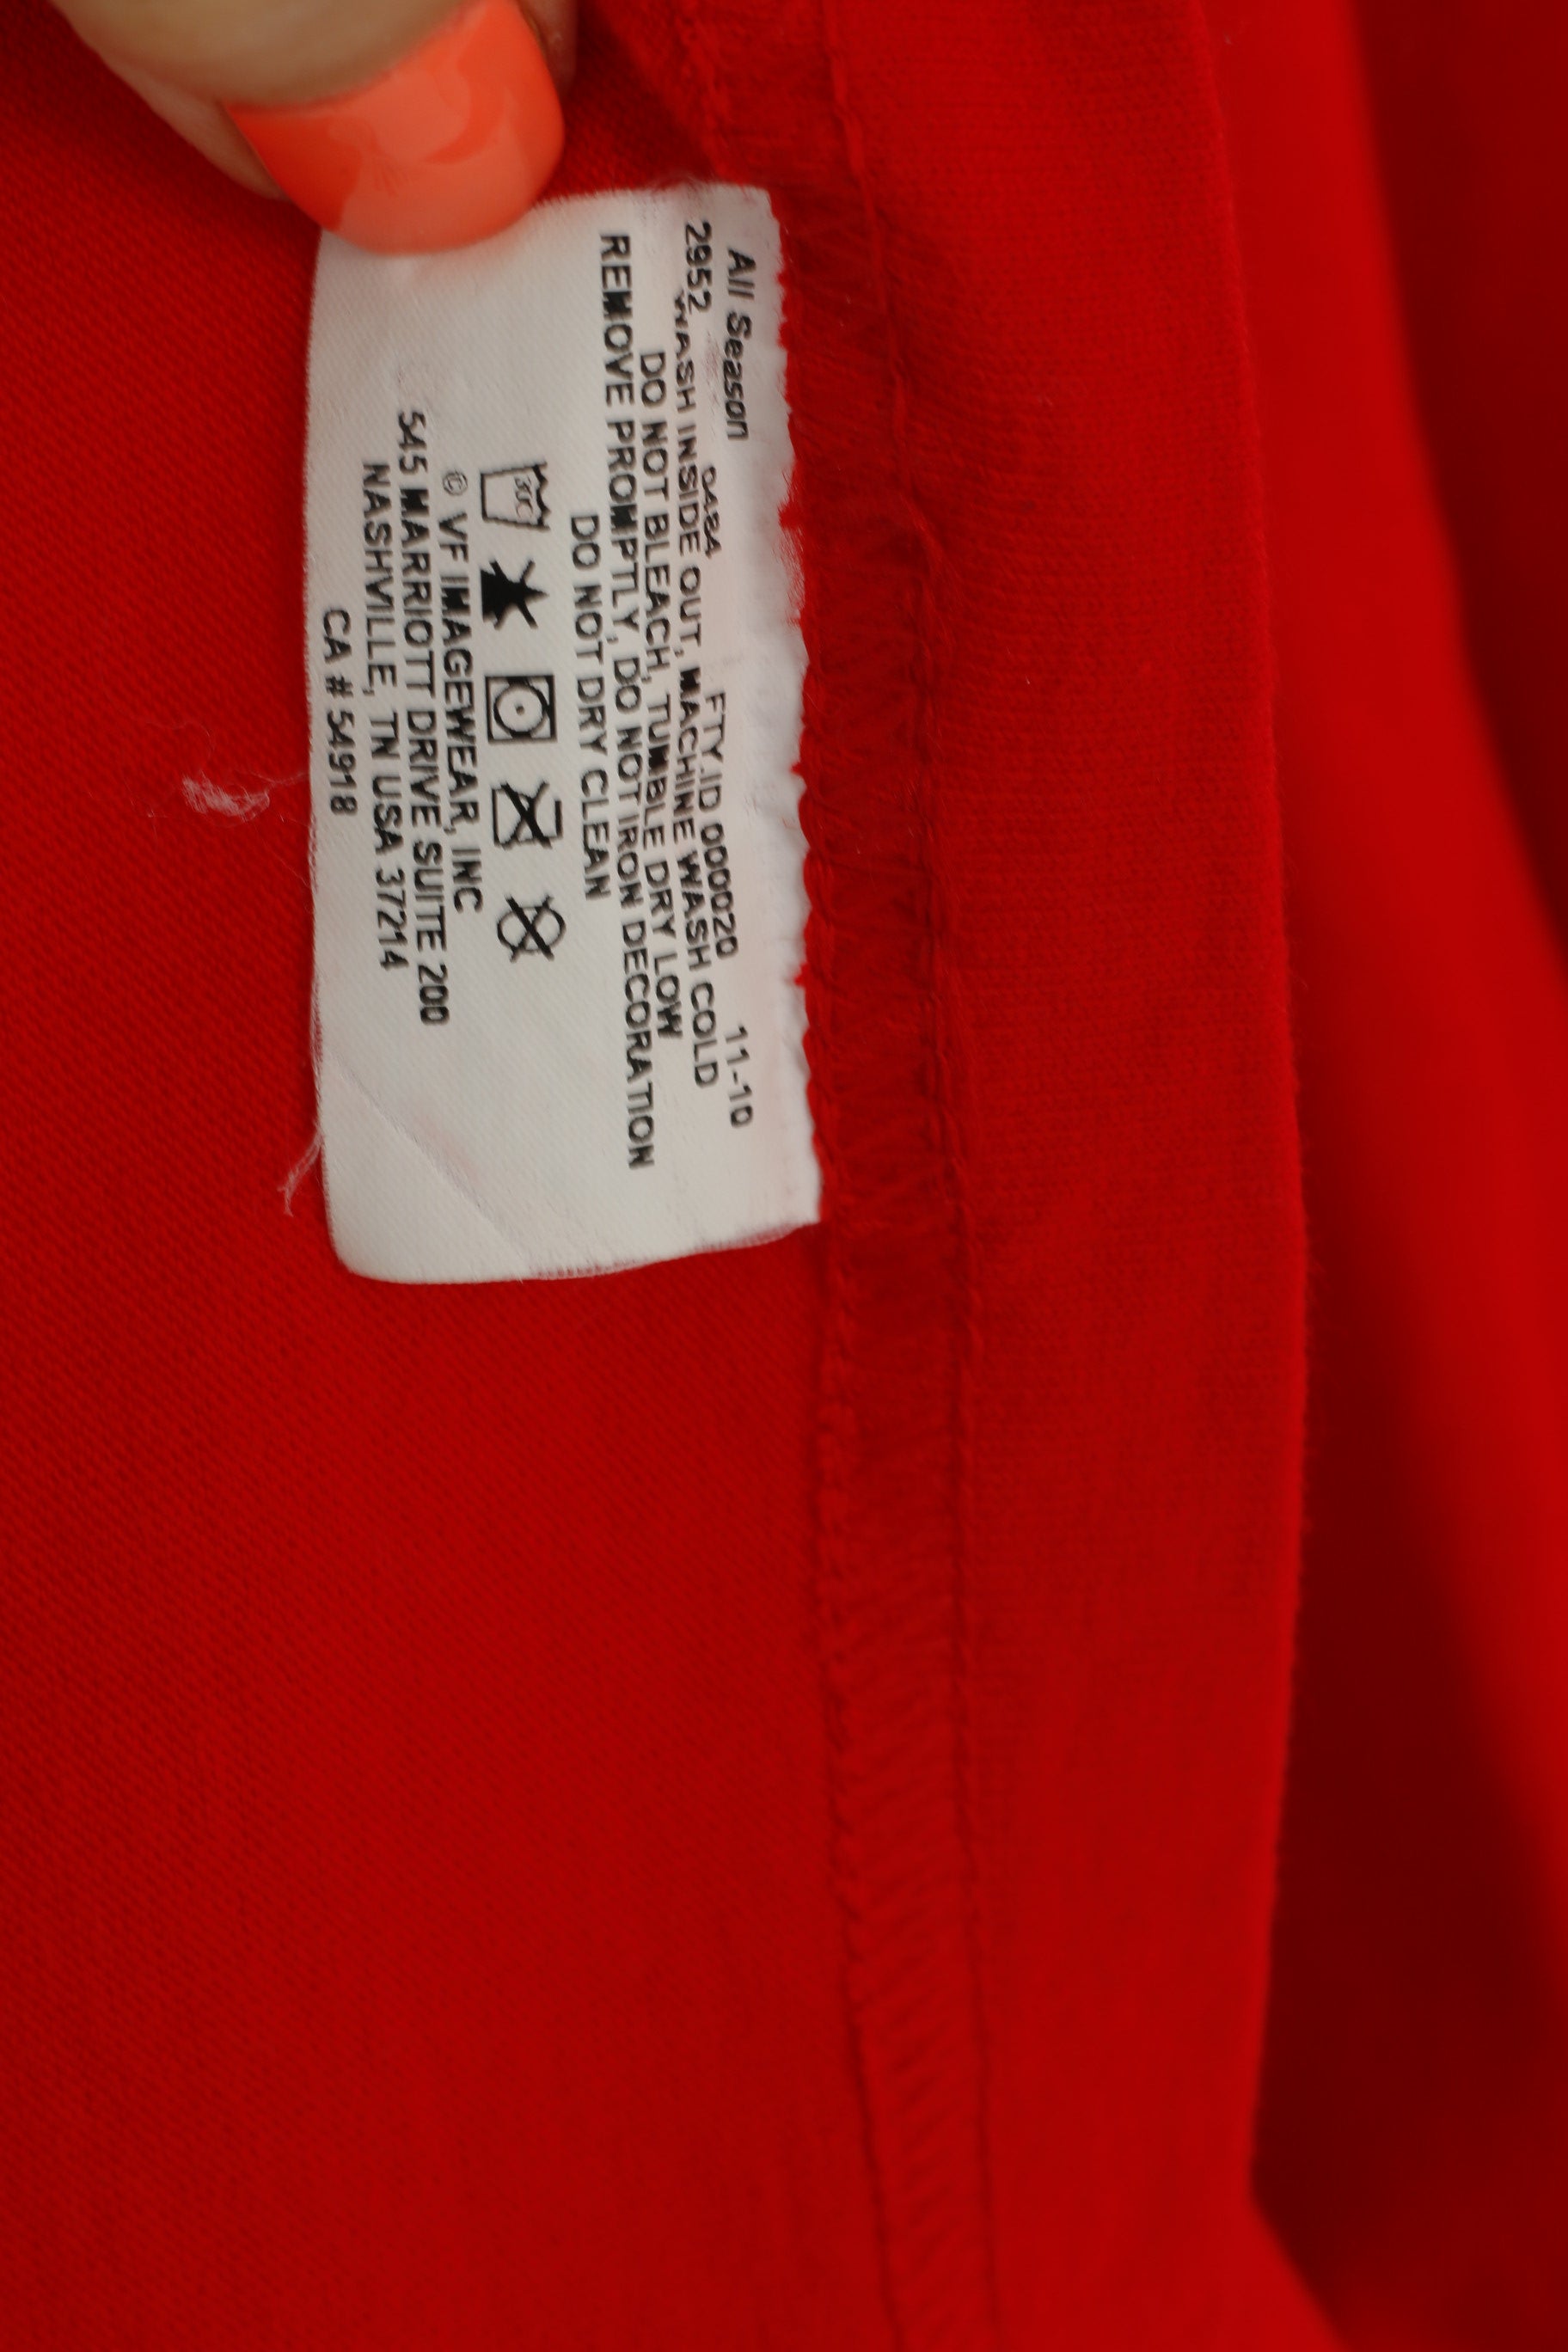 All Season
2952 0484 FTY.ID 000020 11-10
WASH INSIDE OUT, MACHINE WASH COLD
DO NOT BLEACH, TUMBLE DRY LOW
REMOVE PROMPTLY, DO NOT IRON DECORATION
DO NOT DRY CLEAN
30C
© VF IMAGEWEAR, INC
545 MARRIOTT DRIVE SUITE 200
NASHVILLE, TN USA 37214
CA # 54918